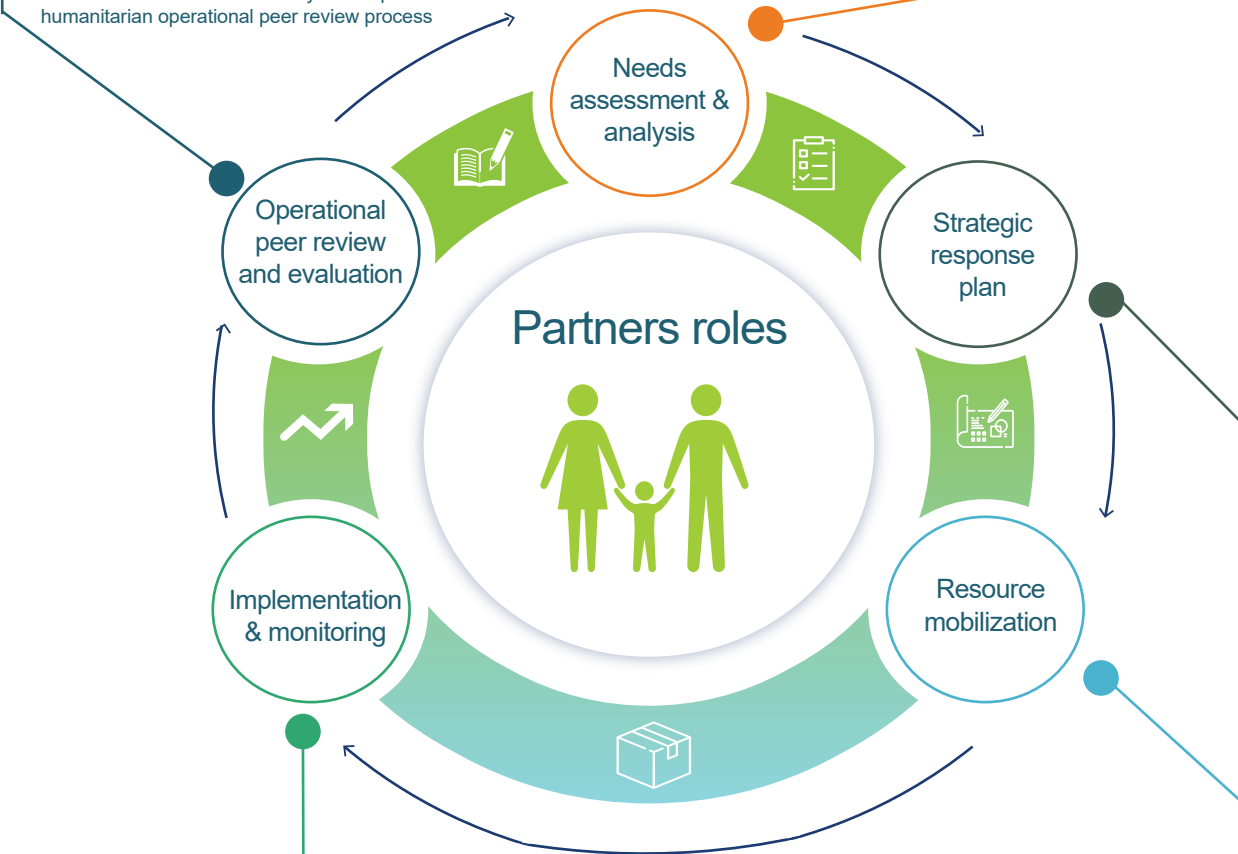 humanitarian operational peer review process
Needs
assessment &
analysis
Operational
peer review
and evaluation
Strategic
response
plan
Partners roles
Implementation
& monitoring
Resource
mobilization